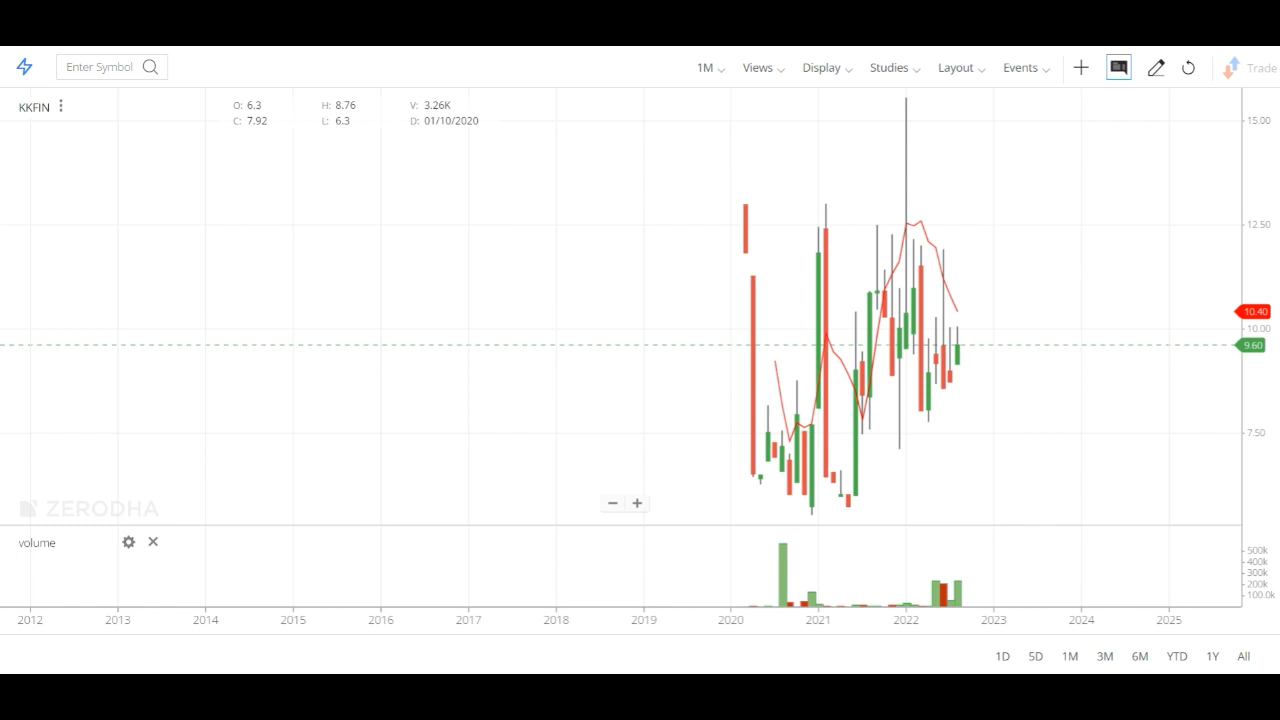 Enter Symbol 1M Views Display Studies Layout Events Trade
KKFIN O: 6.3 H: 8.76 V: 3.26K
C: 7.92 L: 6.3 D: 01/10/2020
15.00
12.50
10.40
10.00
9.60
7.50
ZERODHA
volume
500k
400k
300k
200k
100.0k
2012 2013 2014 2015 2016 2017 2018 2019 2020 2021 2022 2023 2024 2025
1D 5D 1M 3M 6M YTD 1Y All